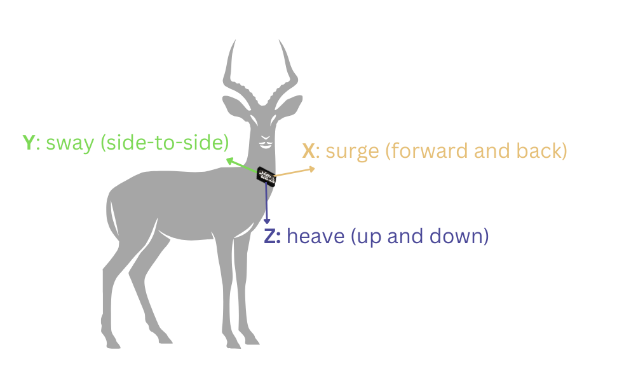 Y: sway (side-to-side)
X: surge (forward and back)
Z: heave (up and down)